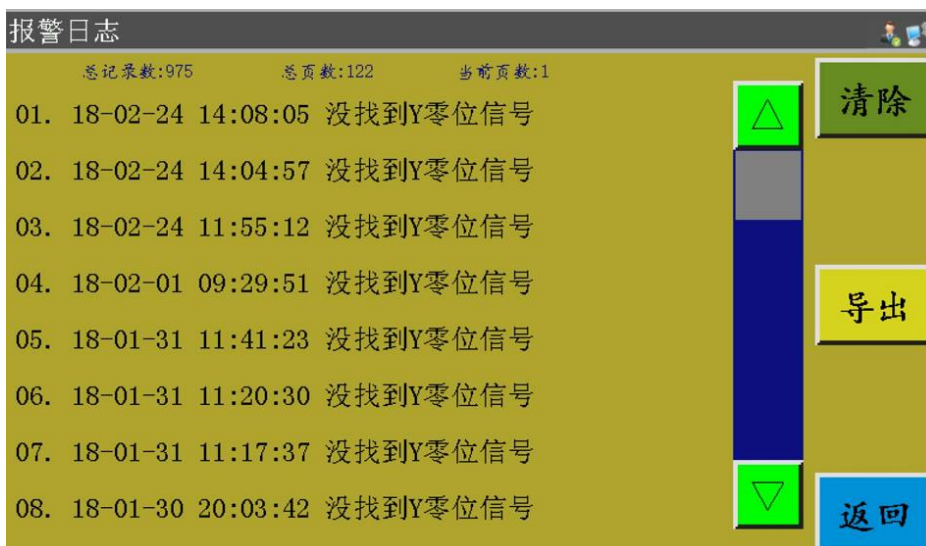 报警日志
总记录数:975 总页数:122 当前页数:1
01. 18-02-24 14:08:05 没找到Y零位信号
02. 18-02-24 14:04:57 没找到Y零位信号
03. 18-02-24 11:55:12 没找到Y零位信号
04. 18-02-01 09:29:51 没找到Y零位信号
05. 18-01-31 11:41:23 没找到Y零位信号
06. 18-01-31 11:20:30 没找到Y零位信号
07. 18-01-31 11:17:37 没找到Y零位信号
08. 18-01-30 20:03:42 没找到Y零位信号
清除
导出
返回